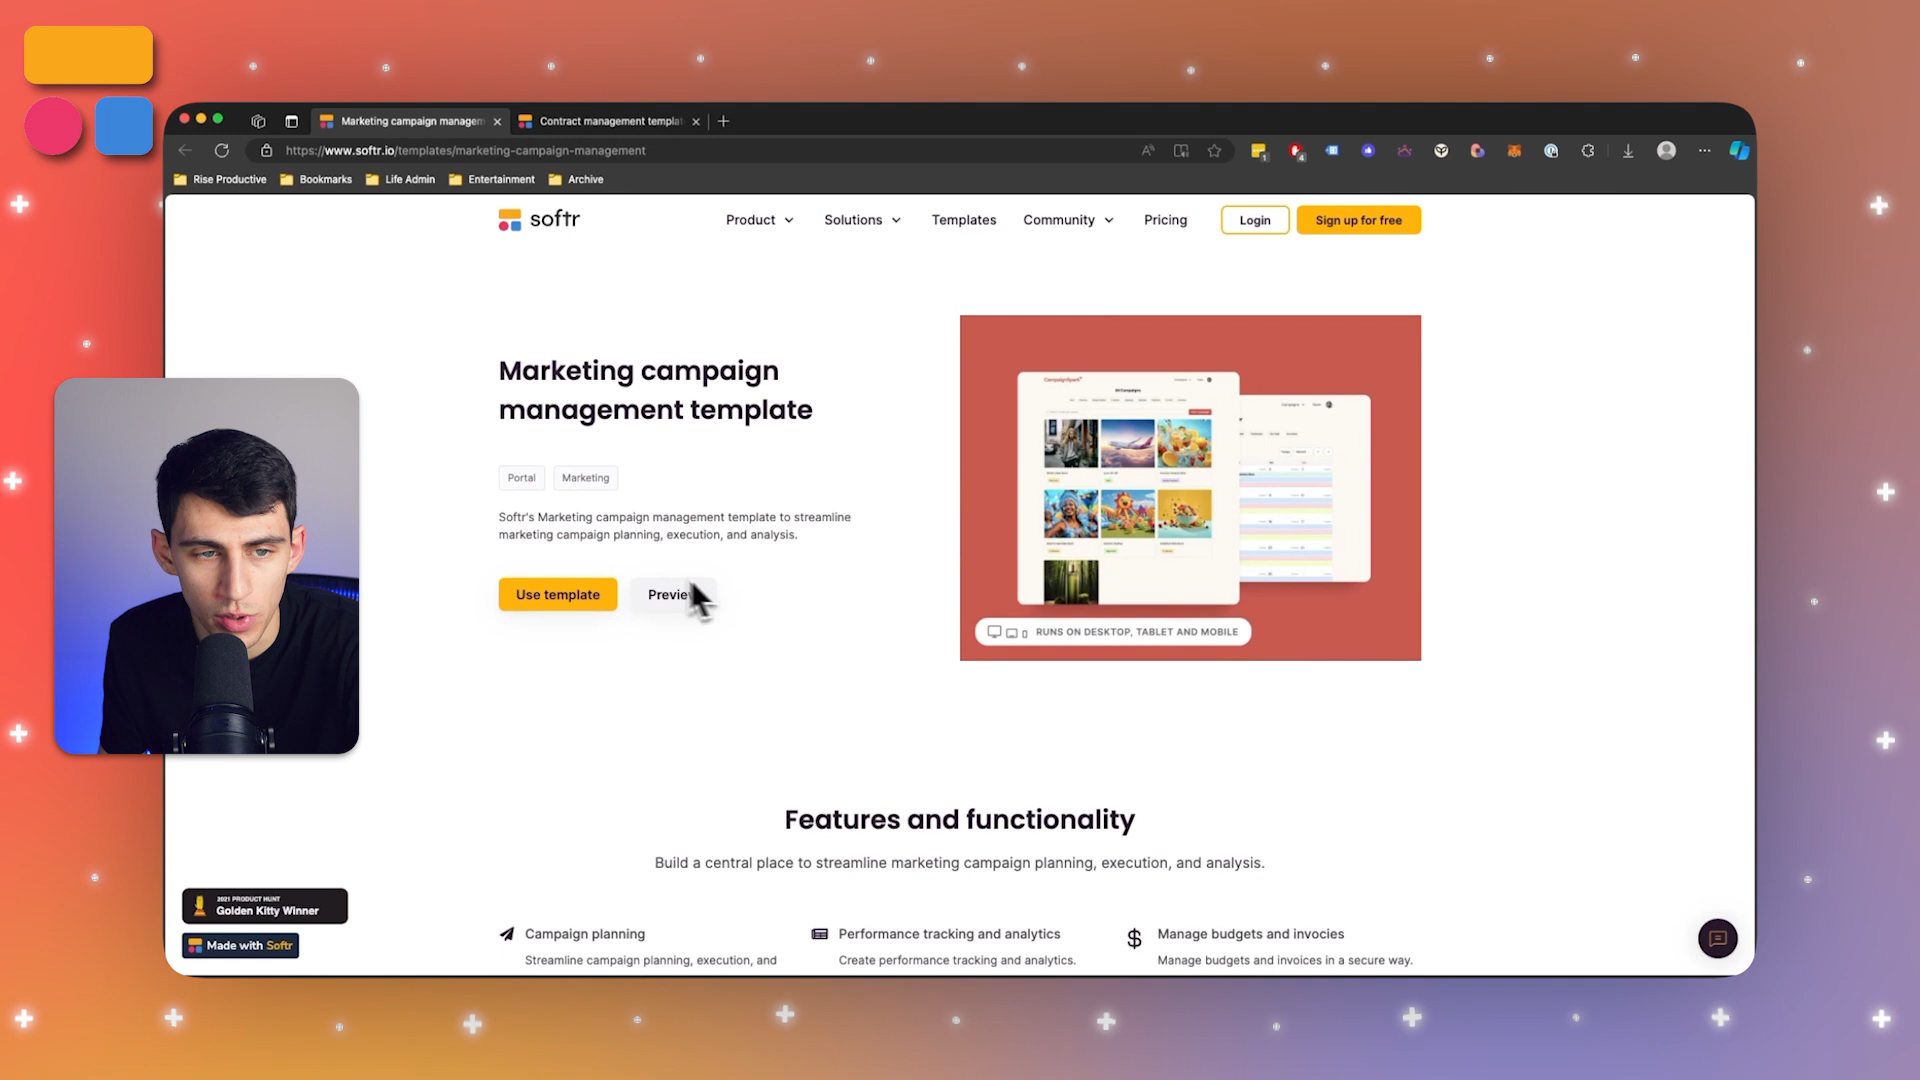 Marketing campaign managem
Contract management templat
https://www.softr.io/templates/marketing-campaign-management
Rise Productive
Bookmarks
Life Admin
Entertainment
Archive
softr
Product
Solutions
Templates
Community
Pricing
Login
Sign up for free
Marketing campaign
management template
Portal
Marketing
Softr's Marketing campaign management template to streamline
marketing campaign planning, execution, and analysis.
Use template
Preview
CampaignSpark
All Campaigns
RUNS ON DESKTOP, TABLET AND MOBILE
Features and functionality
Build a central place to streamline marketing campaign planning, execution, and analysis.
Campaign planning
Streamline campaign planning, execution, and
Performance tracking and analytics
Create performance tracking and analytics.
Manage budgets and invocies
Manage budgets and invoices in a secure way.
2021 PRODUCT HUNT
Golden Kitty Winner
Made with Softr